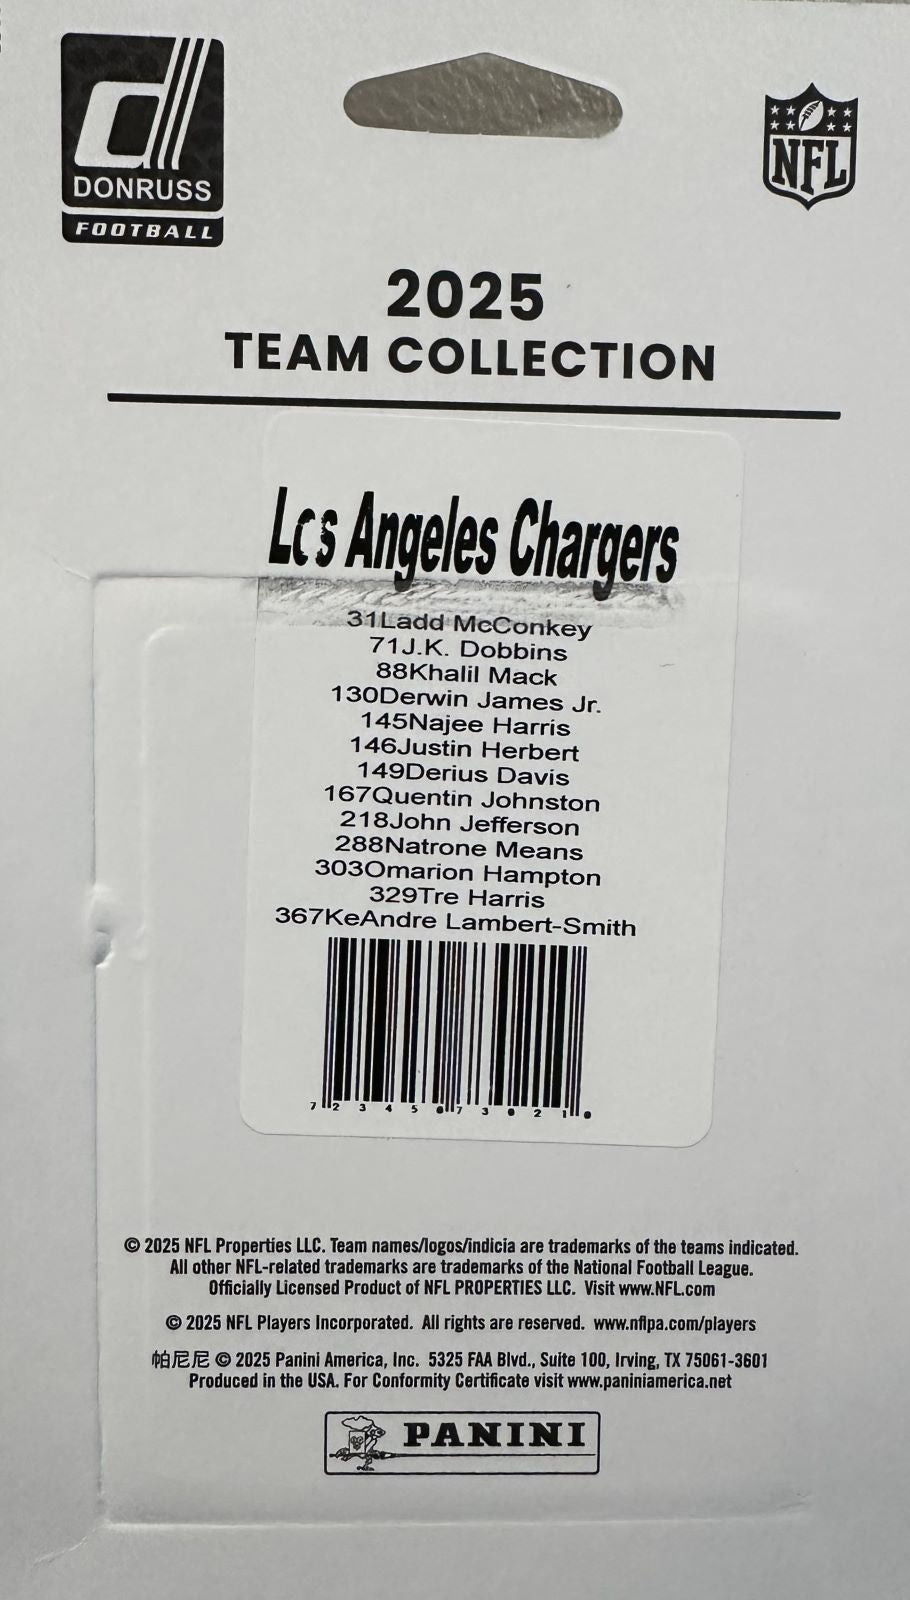 DONRUSS
FOOTBALL
NFL
2025
TEAM COLLECTION
Los Angeles Chargers
31Ladd McConkey
71J.K. Dobbins
88Khalil Mack
130Derwin James Jr.
145Najee Harris
146Justin Herbert
149Derius Davis
167Quentin Johnston
218John Jefferson
288Natrone Means
303Omarion Hampton
329Tre Harris
367KeAndre Lambert-Smith
© 2025 NFL Properties LLC. Team names/logos/indicia are trademarks of the teams indicated.
All other NFL-related trademarks are trademarks of the National Football League.
Officially Licensed Product of NFL PROPERTIES LLC. Visit www.NFL.com
© 2025 NFL Players Incorporated. All rights are reserved. www.nflpa.com/players
帕尼尼 © 2025 Panini America, Inc. 5325 FAA Blvd., Suite 100, Irving, TX 75061-3601
Produced in the USA. For Conformity Certificate visit www.paniniamerica.net
PANINI